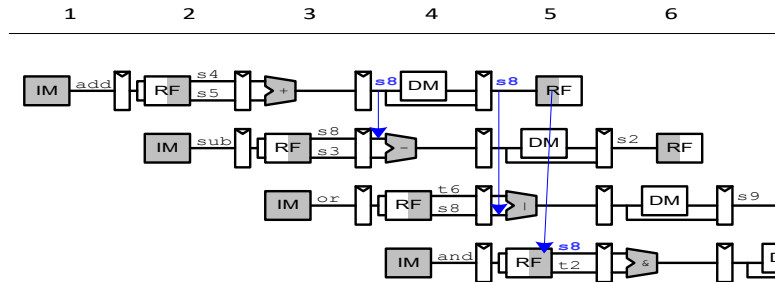 1 2 3 4 5 6
IM add RF s4 s5 + s8 DM s8 RF
IM sub RF s8 s3 − DM s2 RF
IM or RF t6 s8 | DM s9
IM and RF s8 t2 & D